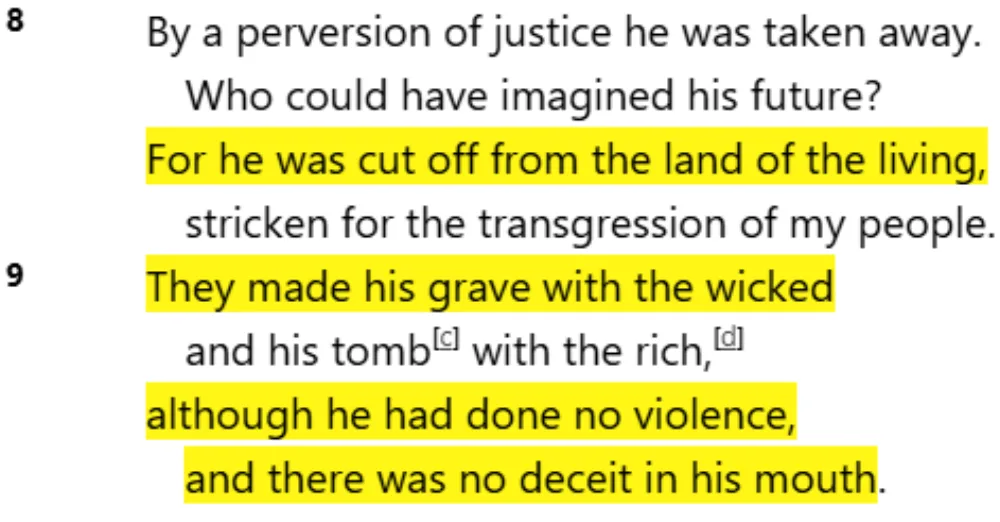 8 By a perversion of justice he was taken away.
Who could have imagined his future?
For he was cut off from the land of the living,
stricken for the transgression of my people.
9 They made his grave with the wicked
and his tomb[c] with the rich,[d]
although he had done no violence,
and there was no deceit in his mouth.